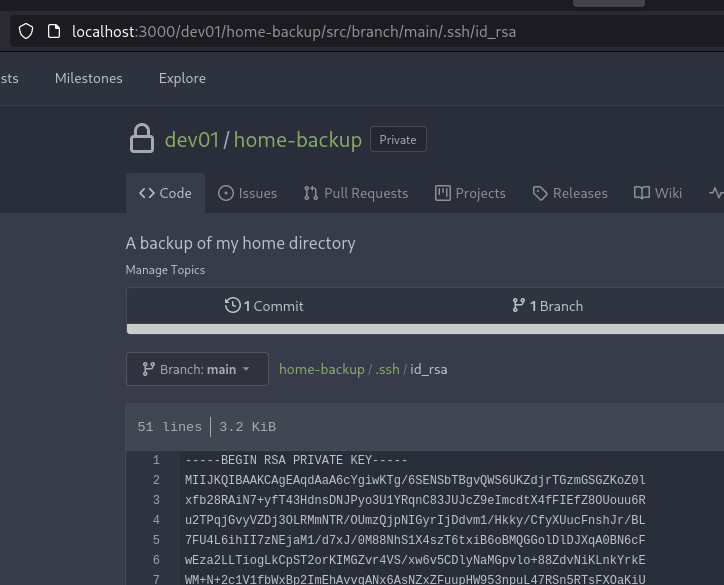 localhost:3000/dev01/home-backup/src/branch/main/.ssh/id_rsa
sts Milestones Explore
dev01/home-backup Private
Code Issues Pull Requests Projects Releases Wiki
A backup of my home directory
Manage Topics
1 Commit 1 Branch
Branch: main home-backup/.ssh/id_rsa
51 lines 3.2 KiB
1 -----BEGIN RSA PRIVATE KEY-----
2 MIIJKQIBAAKCAgEAqdAaA6cYgiwKTg/6SENSbTBgvQWS6UKZdjrTGzmGSGZKoZ0l
3 xfb28RAiN7+yfT43HdnsDNJPyo3U1YRqnC83JUJcZ9eImcdtX4fFIEfZ8OUouu6R
4 u2TPqjGvyVZDj3OLRMmNTR/OUmzQjpNIGyrIjDdvm1/Hkky/CfyXUucFnshJr/BL
5 7FU4L6ihII7zNEjaM1/d7xJ/0M88NhS1X4szT6txiB6oBMQGGolDlDJXqA0BN6cF
6 wEza2LLTiogLkCpST2orKIMGZvr4VS/xw6v5CDlyNaMGpvlo+88ZdvNiKLnkYrkE
7 WM+N+2c1V1fbWxBp2ImEhAvvgANx6AsNZxZFuupHW953npuL47RSn5RTsFXOaKiU